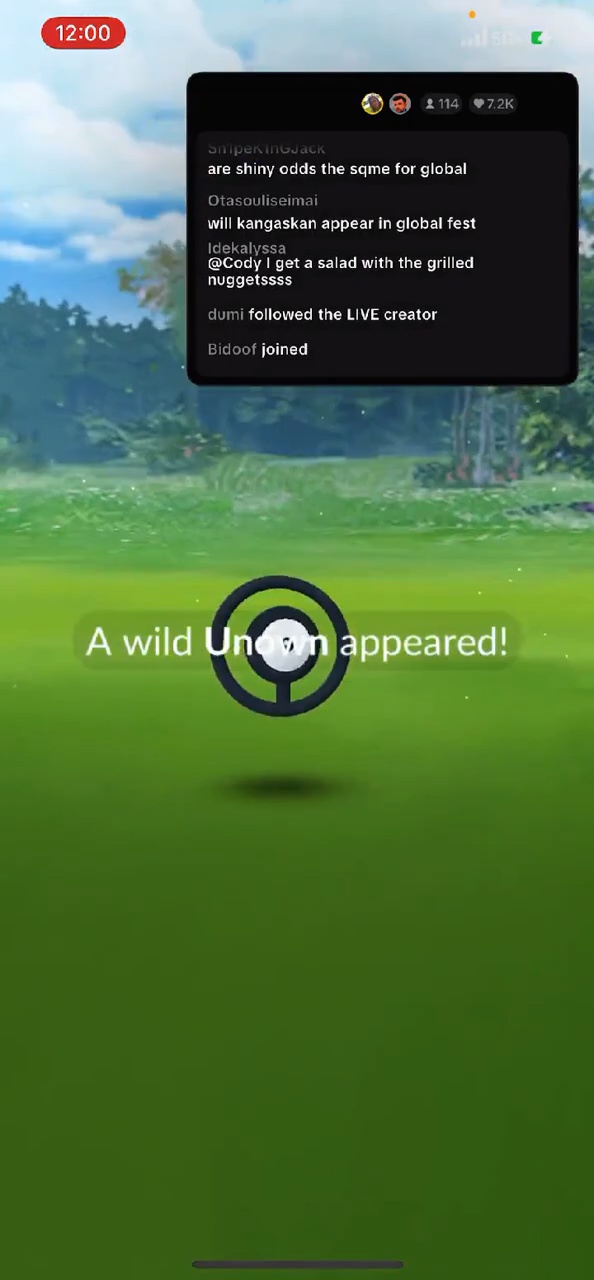 12:00
114 7.2K
Sn1peK1nGJack
are shiny odds the sqme for global
Otasouliseimai
will kangaskan appear in global fest
Idekalyssa
@Cody I get a salad with the grilled
nuggetssss
dumi followed the LIVE creator
Bidoof joined
A wild Unown appeared!